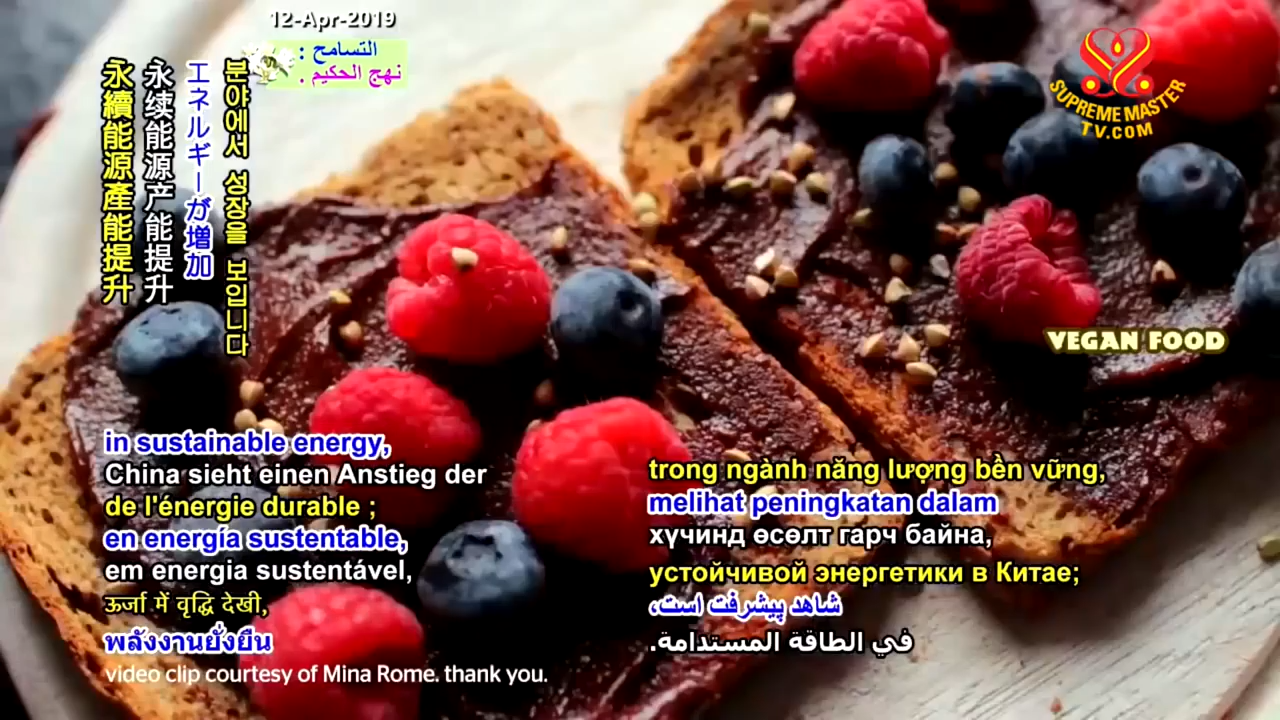 12-Apr-2019
التسامح :
نهج الحكيم .
SUPREME MASTER
TV.COM
분야에서 성장을 보입니다
エネルギーが増加
永续能源产能提升
永續能源產能提升
VEGAN FOOD
in sustainable energy,
China sieht einen Anstieg der
de l'énergie durable ;
en energía sustentable,
em energia sustentável,
ऊर्जा में वृद्धि देखी,
พลังงานยั่งยืน
video clip courtesy of Mina Rome. thank you.
trong ngành năng lượng bền vững,
melihat peningkatan dalam
хүчинд өсөлт гарч байна,
устойчивой энергетики в Китае;
شاهد پیشرفت است،
في الطاقة المستدامة.